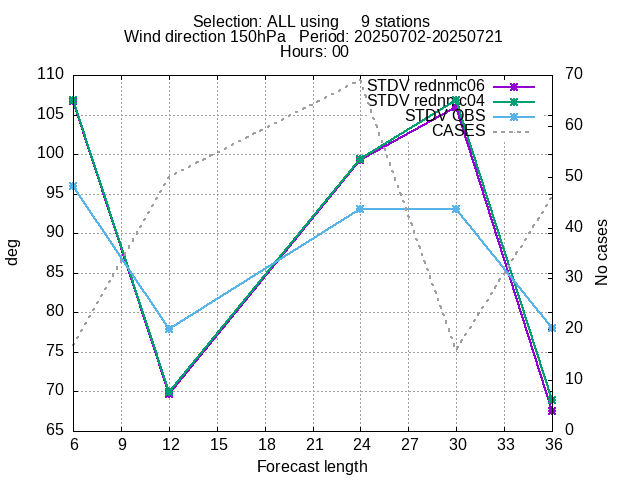 Selection: ALL using 9 stations
Wind direction 150hPa Period: 20250702-20250721
Hours: 00
110
105
100
95
90
85
80
75
70
65
deg
STDV rednmc06
STDV rednmc04
STDV OBS
CASES
70
60
50
40
30
20
10
0
No cases
6 9 12 15 18 21 24 27 30 33 36
Forecast length